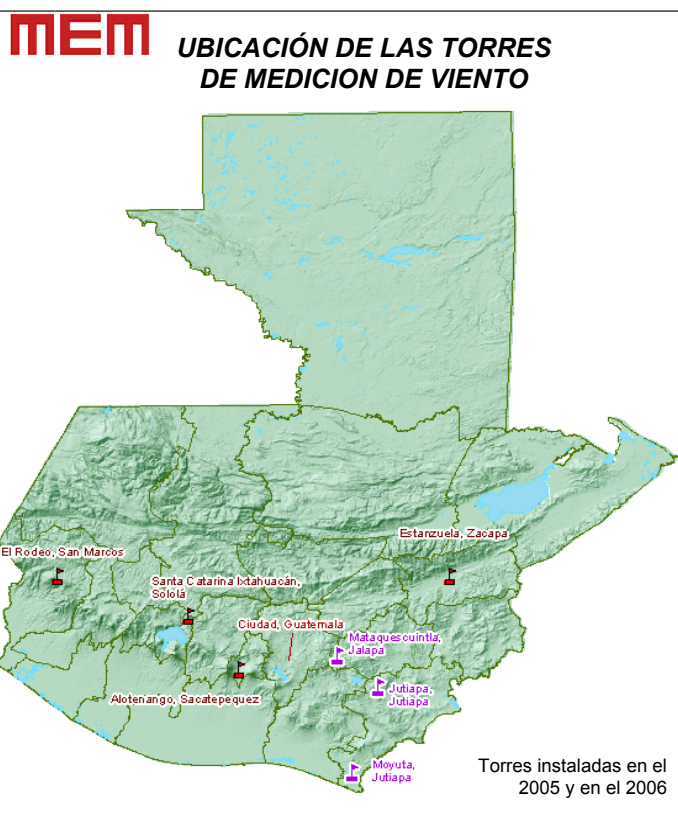 MEM
UBICACIÓN DE LAS TORRES
DE MEDICION DE VIENTO
Estanzuela, Zacapa
El Rodeo, San Marcos
Santa Catarina Ixtahuacán,
Sololá
Ciudad, Guatemala
Mataquescuintla,
Jalapa
Jutiapa,
Jutiapa
Alotenango, Sacatepequez
Moyuta,
Jutiapa
Torres instaladas en el
2005 y en el 2006